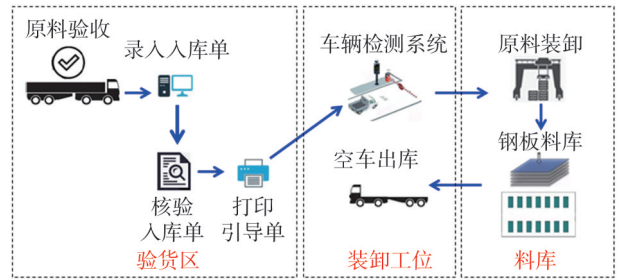 原料验收
录入入库单
核验
入库单
打印
引导单
验货区
车辆检测系统
空车出库
装卸工位
原料装卸
钢板料库
料库